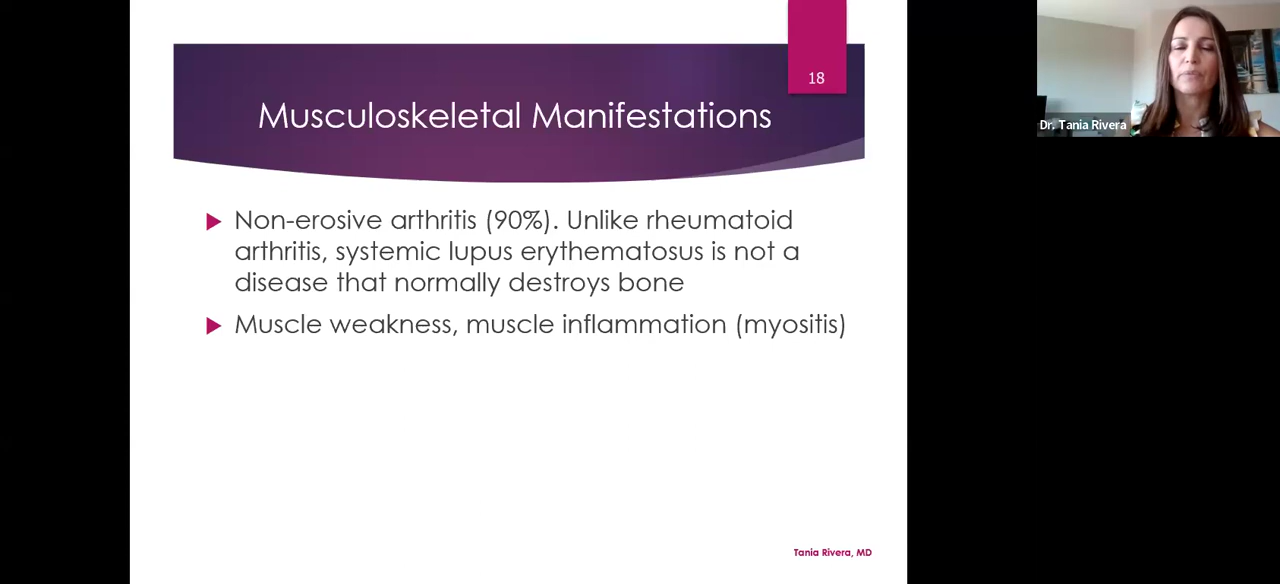 18
Musculoskeletal Manifestations
Non-erosive arthritis (90%). Unlike rheumatoid
arthritis, systemic lupus erythematosus is not a
disease that normally destroys bone
Muscle weakness, muscle inflammation (myositis)
Tania Rivera, MD
Dr. Tania Rivera